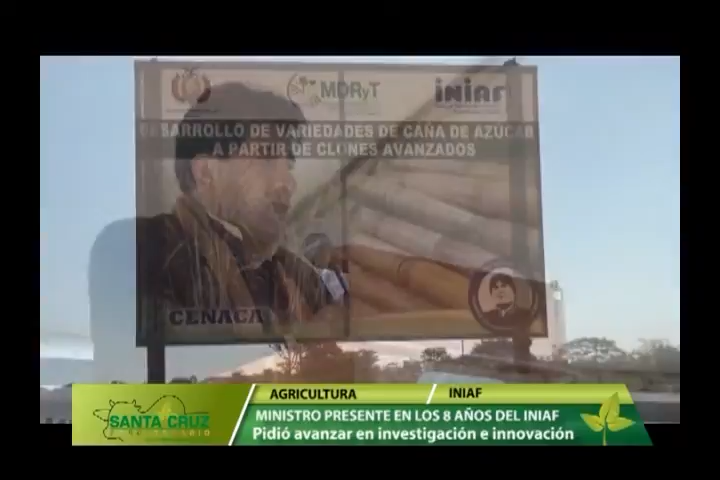 MDRyT
iNiAF
DESARROLLO DE VARIEDADES DE CAÑA DE AZUCAR
A PARTIR DE CLONES AVANZADOS
CENACA
AGRICULTURA
INIAF
MINISTRO PRESENTE EN LOS 8 AÑOS DEL INIAF
Pidió avanzar en investigación e innovación
SANTA CRUZ